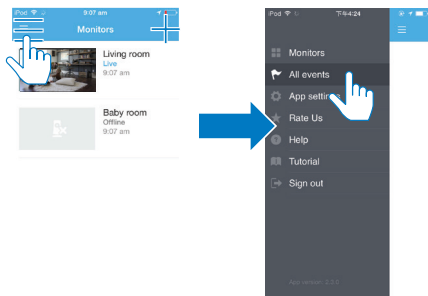 iPod 9:07 am
Monitors
Living room
Live
9:07 am
Baby room
Offline
9:07 am
iPod 下午4:24
Monitors
All events
App settings
Rate Us
Help
Tutorial
Sign out